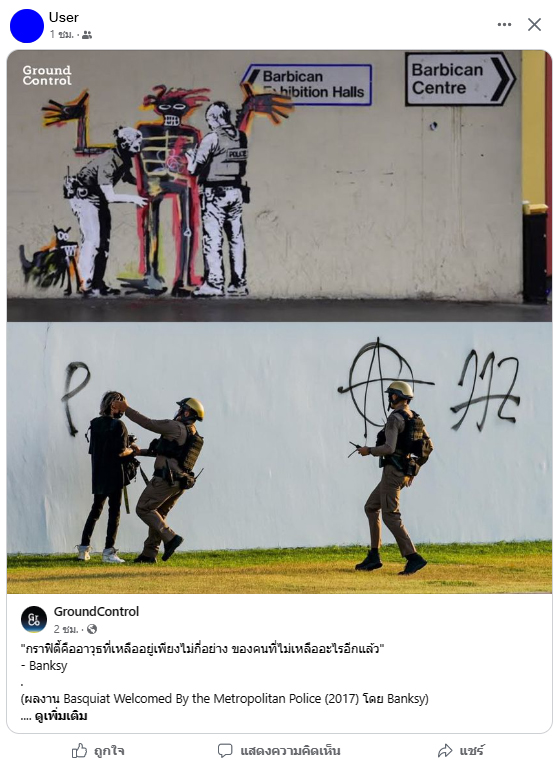 User
1 ชม.
Ground
Control
Barbican
Exhibition Halls
Barbican
Centre
POLICE
P
A
112
GroundControl
2 ชม.
"กราฟิตี้คืออาวุธที่เหลืออยู่เพียงไม่กี่อย่าง ของคนที่ไม่เหลืออะไรอีกแล้ว"
- Banksy
.
(ผลงาน Basquiat Welcomed By the Metropolitan Police (2017) โดย Banksy)
.... ดูเพิ่มเติม
ถูกใจ
แสดงความคิดเห็น
แชร์